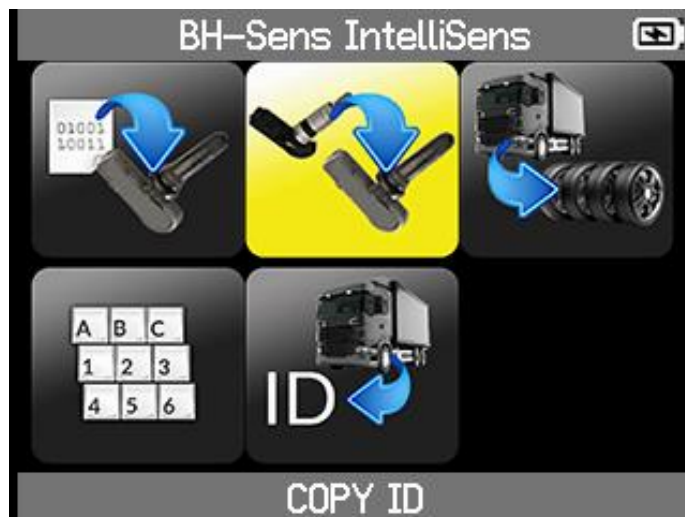 BH-Sens IntelliSens
01001
10011
A B C
1 2 3
4 5 6
ID
COPY ID